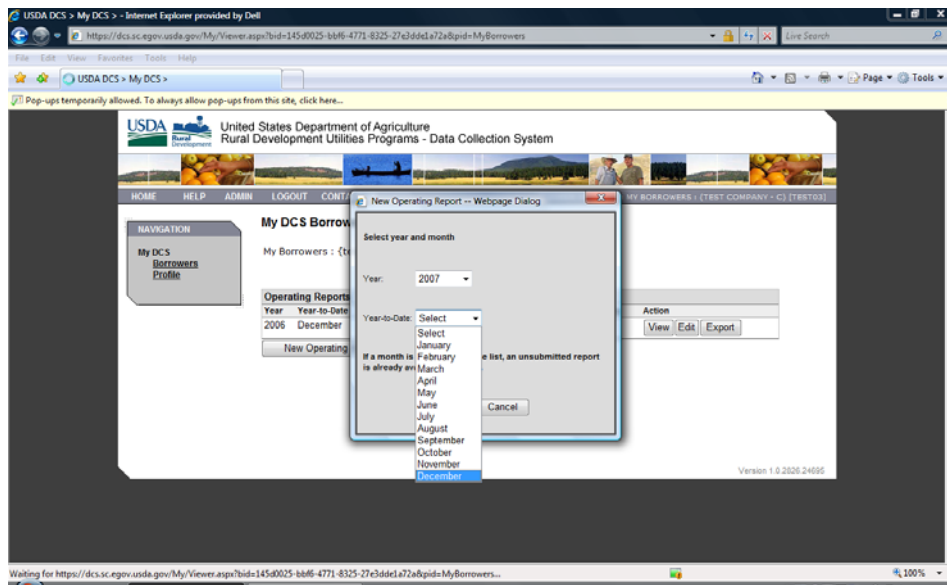 USDA DCS > My DCS > - Internet Explorer provided by Dell
https://dcs.sc.egov.usda.gov/My/Viewer.aspx?bid=145d0025-bbf6-4771-8325-27e3dde1a72a&pid=MyBorrowers
Live Search
File Edit View Favorites Tools Help
USDA DCS > My DCS >
Page Tools
Pop-ups temporarily allowed. To always allow pop-ups from this site, click here...
USDA
Rural
Development
United States Department of Agriculture
Rural Development Utilities Programs - Data Collection System
HOME HELP ADMIN LOGOUT CONT
MY BORROWERS : {TEST COMPANY - C} [TEST03]
NAVIGATION
My DCS
Borrowers
Profile
My DCS Borrow
My Borrowers : {te
Operating Reports
Year Year-to-Date
Action
2006 December
View Edit Export
New Operating
New Operating Report -- Webpage Dialog
Select year and month
Year: 2007
Year-to-Date: Select
Select
January
February
March
April
May
June
July
August
September
October
November
December
If a month is
e list, an unsubmitted report
is already av
Cancel
Version 1.0.2826.24695
Waiting for https://dcs.sc.egov.usda.gov/My/Viewer.aspx?bid=145d0025-bbf6-4771-8325-27e3dde1a72a&pid=MyBorrowers...
100%